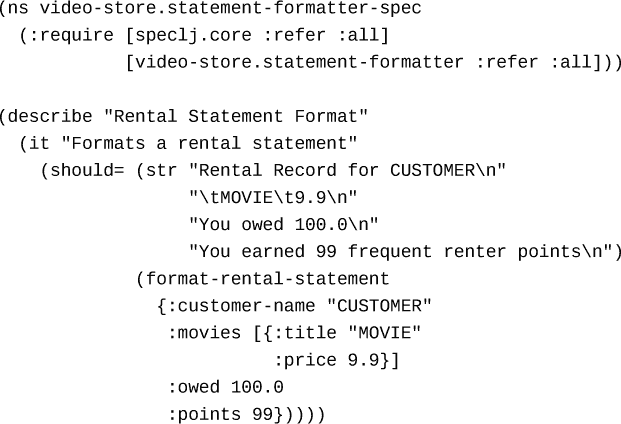 (ns video-store.statement-formatter-spec
  (:require [speclj.core :refer :all]
            [video-store.statement-formatter :refer :all]))

(describe "Rental Statement Format"
  (it "Formats a rental statement"
    (should= (str "Rental Record for CUSTOMER\n"
                  "\tMOVIE\t9.9\n"
                  "You owed 100.0\n"
                  "You earned 99 frequent renter points\n")
             (format-rental-statement
               {:customer-name "CUSTOMER"
                :movies [{:title "MOVIE"
                          :price 9.9}]
                :owed 100.0
                :points 99}))))